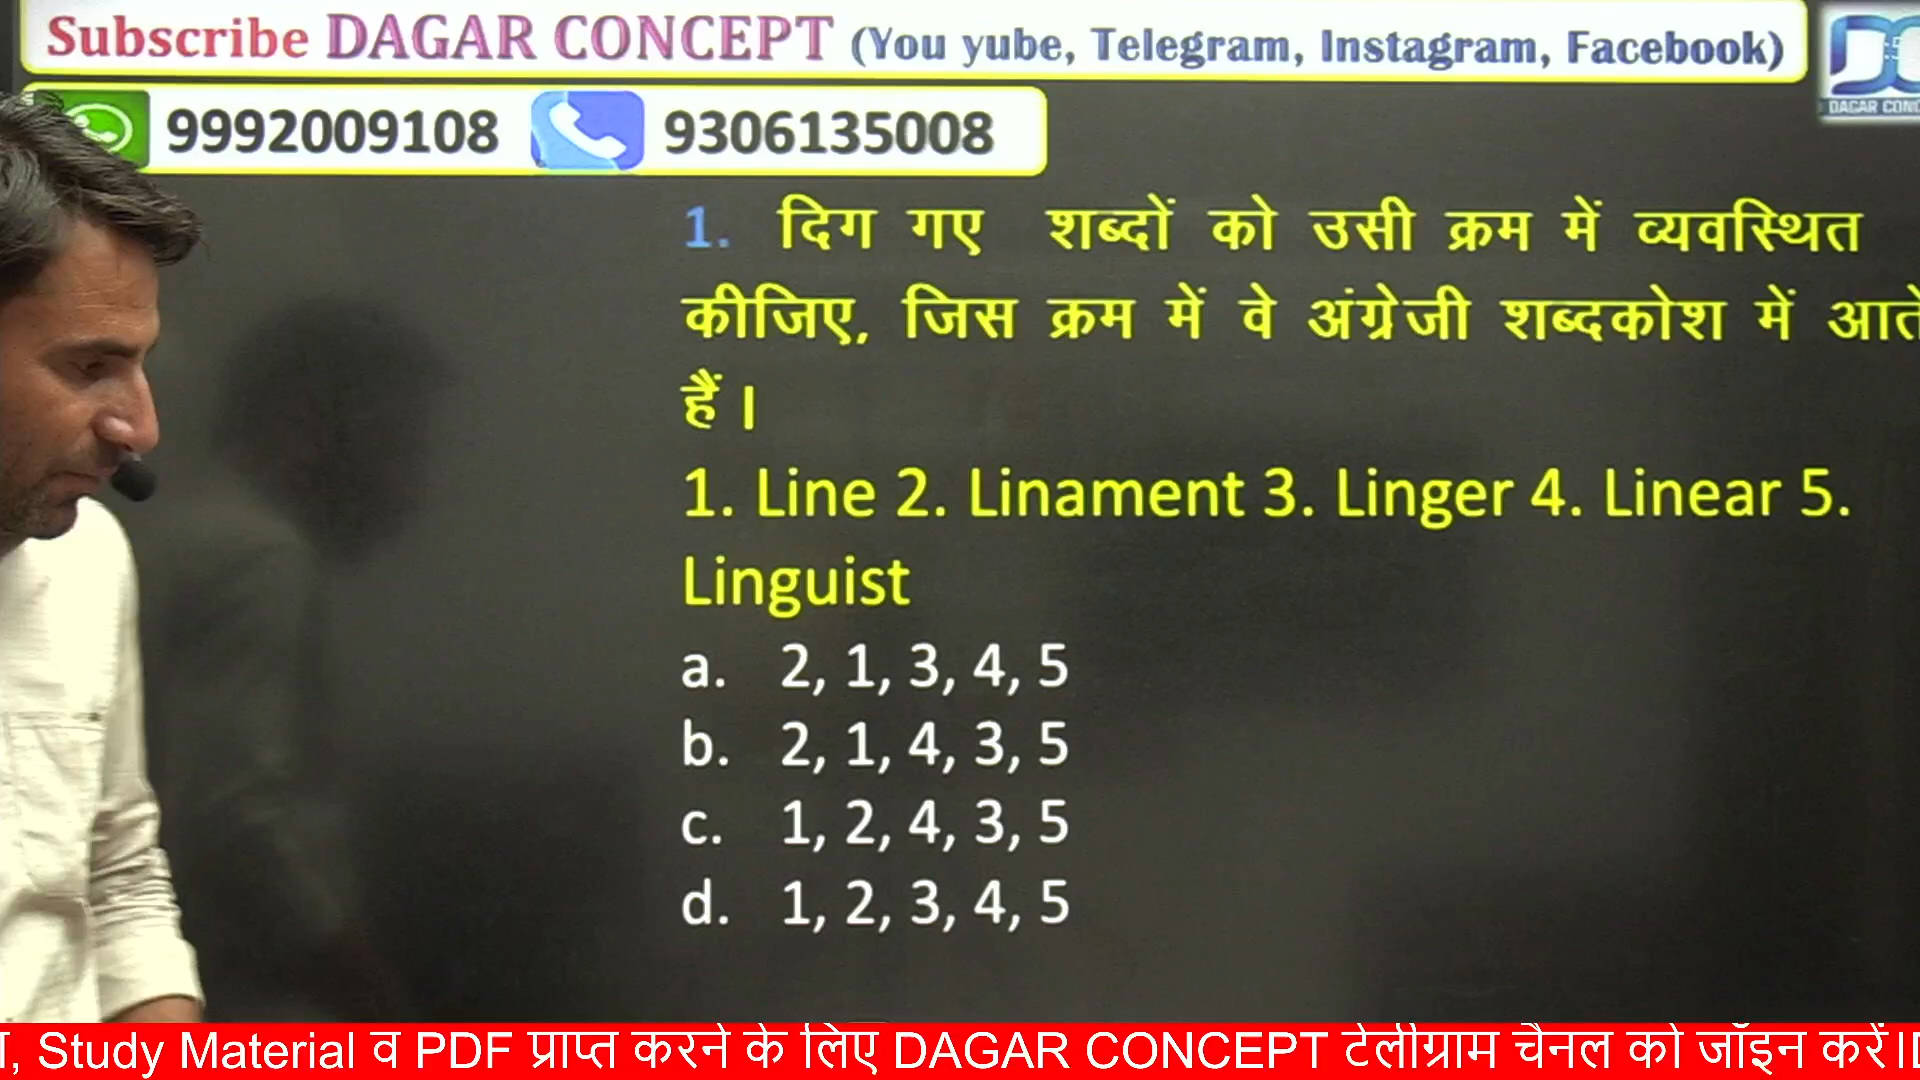 Subscribe DAGAR CONCEPT (You yube, Telegram, Instagram, Facebook)
DAGAR CONC
9992009108 9306135008
1. दिग गए शब्दों को उसी क्रम में व्यवस्थित
कीजिए, जिस क्रम में वे अंग्रेजी शब्दकोश में आते
हैं।
1. Line 2. Linament 3. Linger 4. Linear 5.
Linguist
a. 2, 1, 3, 4, 5
b. 2, 1, 4, 3, 5
c. 1, 2, 4, 3, 5
d. 1, 2, 3, 4, 5
, Study Material व PDF प्राप्त करने के लिए DAGAR CONCEPT टेलीग्राम चैनल को जॉइन करें।